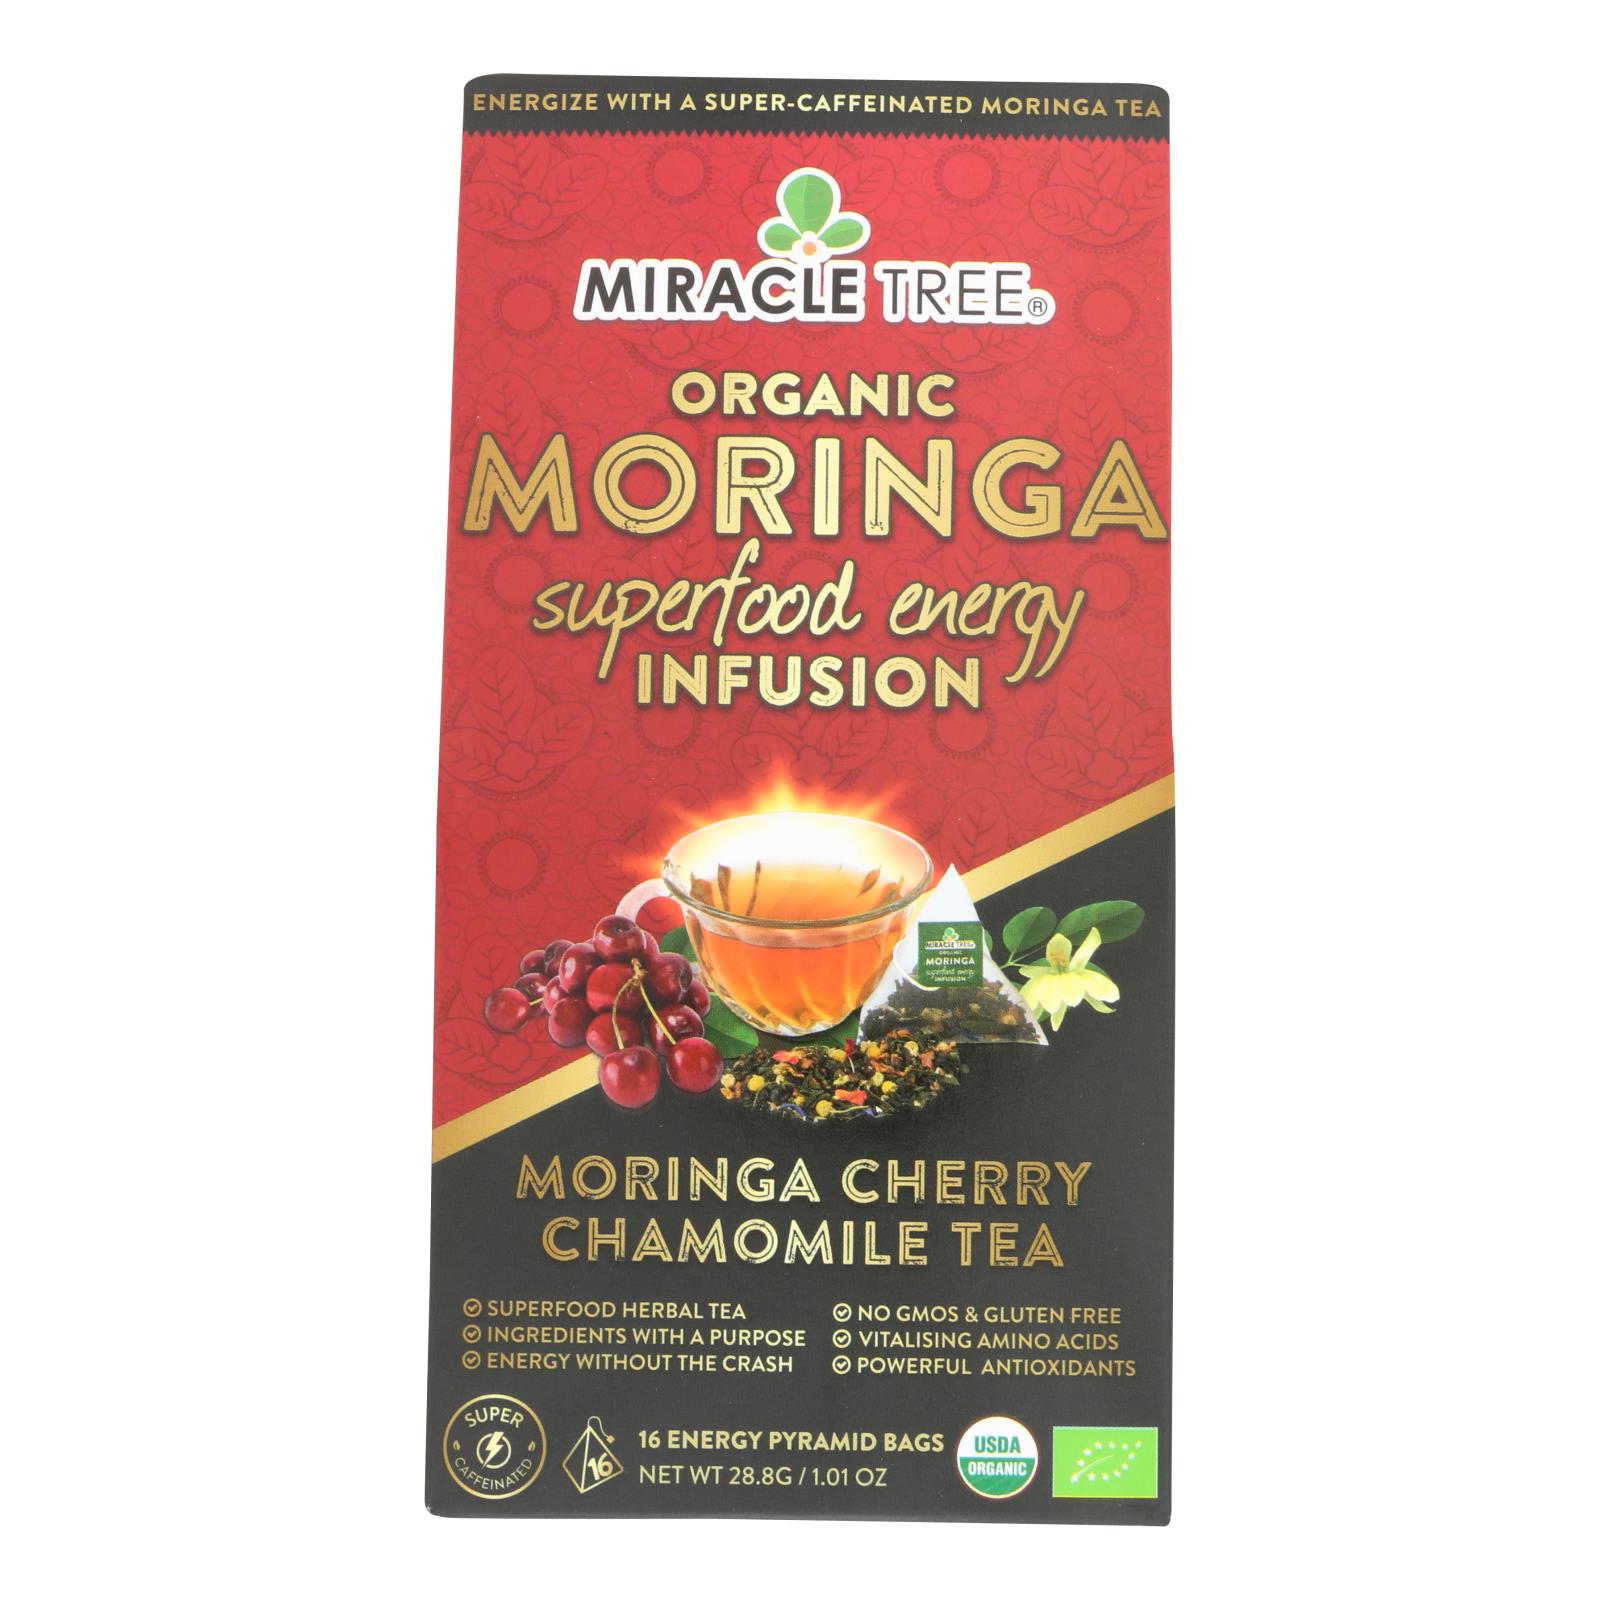 ENERGIZE WITH A SUPER-CAFFEINATED MORINGA TEA
MIRACLE TREE®
ORGANIC
MORINGA
superfood energy
INFUSION
MIRACLE TREE
ORGANIC
MORINGA
superfood energy
INFUSION
MORINGA CHERRY
CHAMOMILE TEA
SUPERFOOD HERBAL TEA
INGREDIENTS WITH A PURPOSE
ENERGY WITHOUT THE CRASH
NO GMOS & GLUTEN FREE
VITALISING AMINO ACIDS
POWERFUL ANTIOXIDANTS
SUPER
CAFFEINATED
16
16 ENERGY PYRAMID BAGS
NET WT 28.8G / 1.01 OZ
USDA
ORGANIC